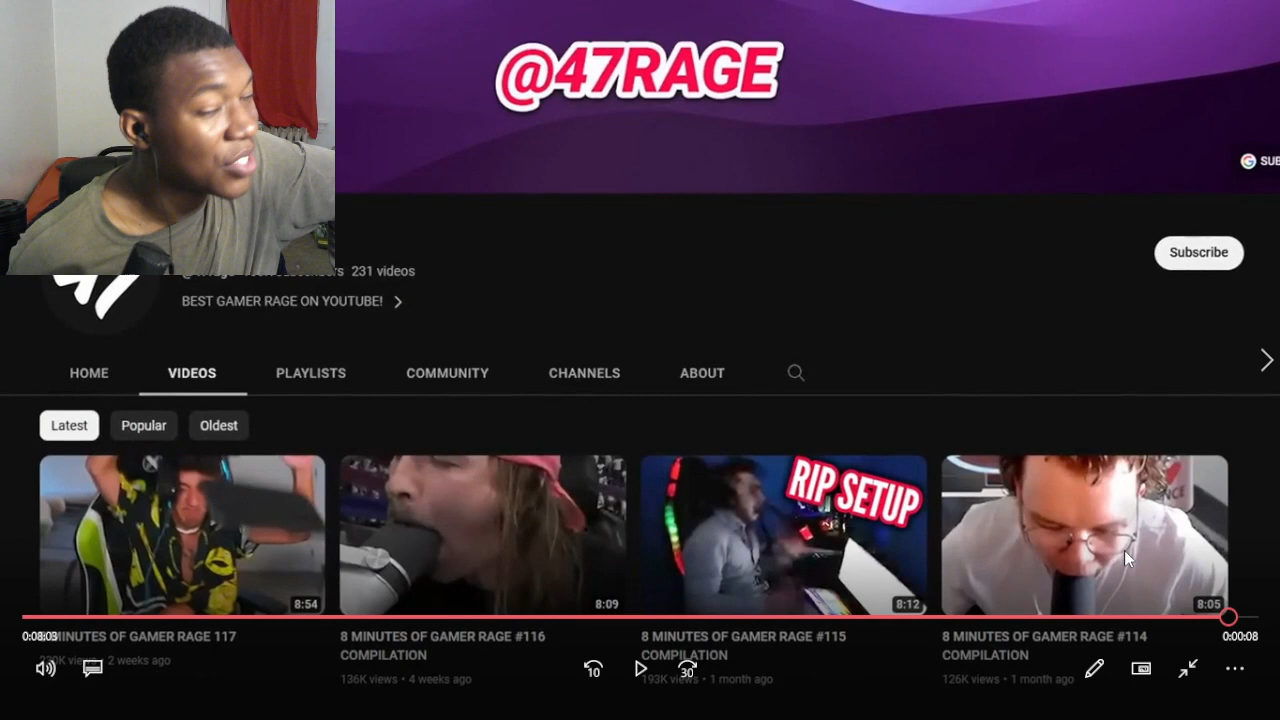 @47RAGE
SUB
Subscribe
231 videos
BEST GAMER RAGE ON YOUTUBE!
HOME VIDEOS PLAYLISTS COMMUNITY CHANNELS ABOUT
Latest Popular Oldest
RIP SETUP
8:54 8:09 8:12 8:05
0:08:03 MINUTES OF GAMER RAGE 117
8 MINUTES OF GAMER RAGE #116 COMPILATION
136K views • 4 weeks ago
8 MINUTES OF GAMER RAGE #115 COMPILATION
193K views • 1 month ago
8 MINUTES OF GAMER RAGE #114 COMPILATION
126K views • 1 month ago
0:00:08
views • 2 weeks ago
10 30